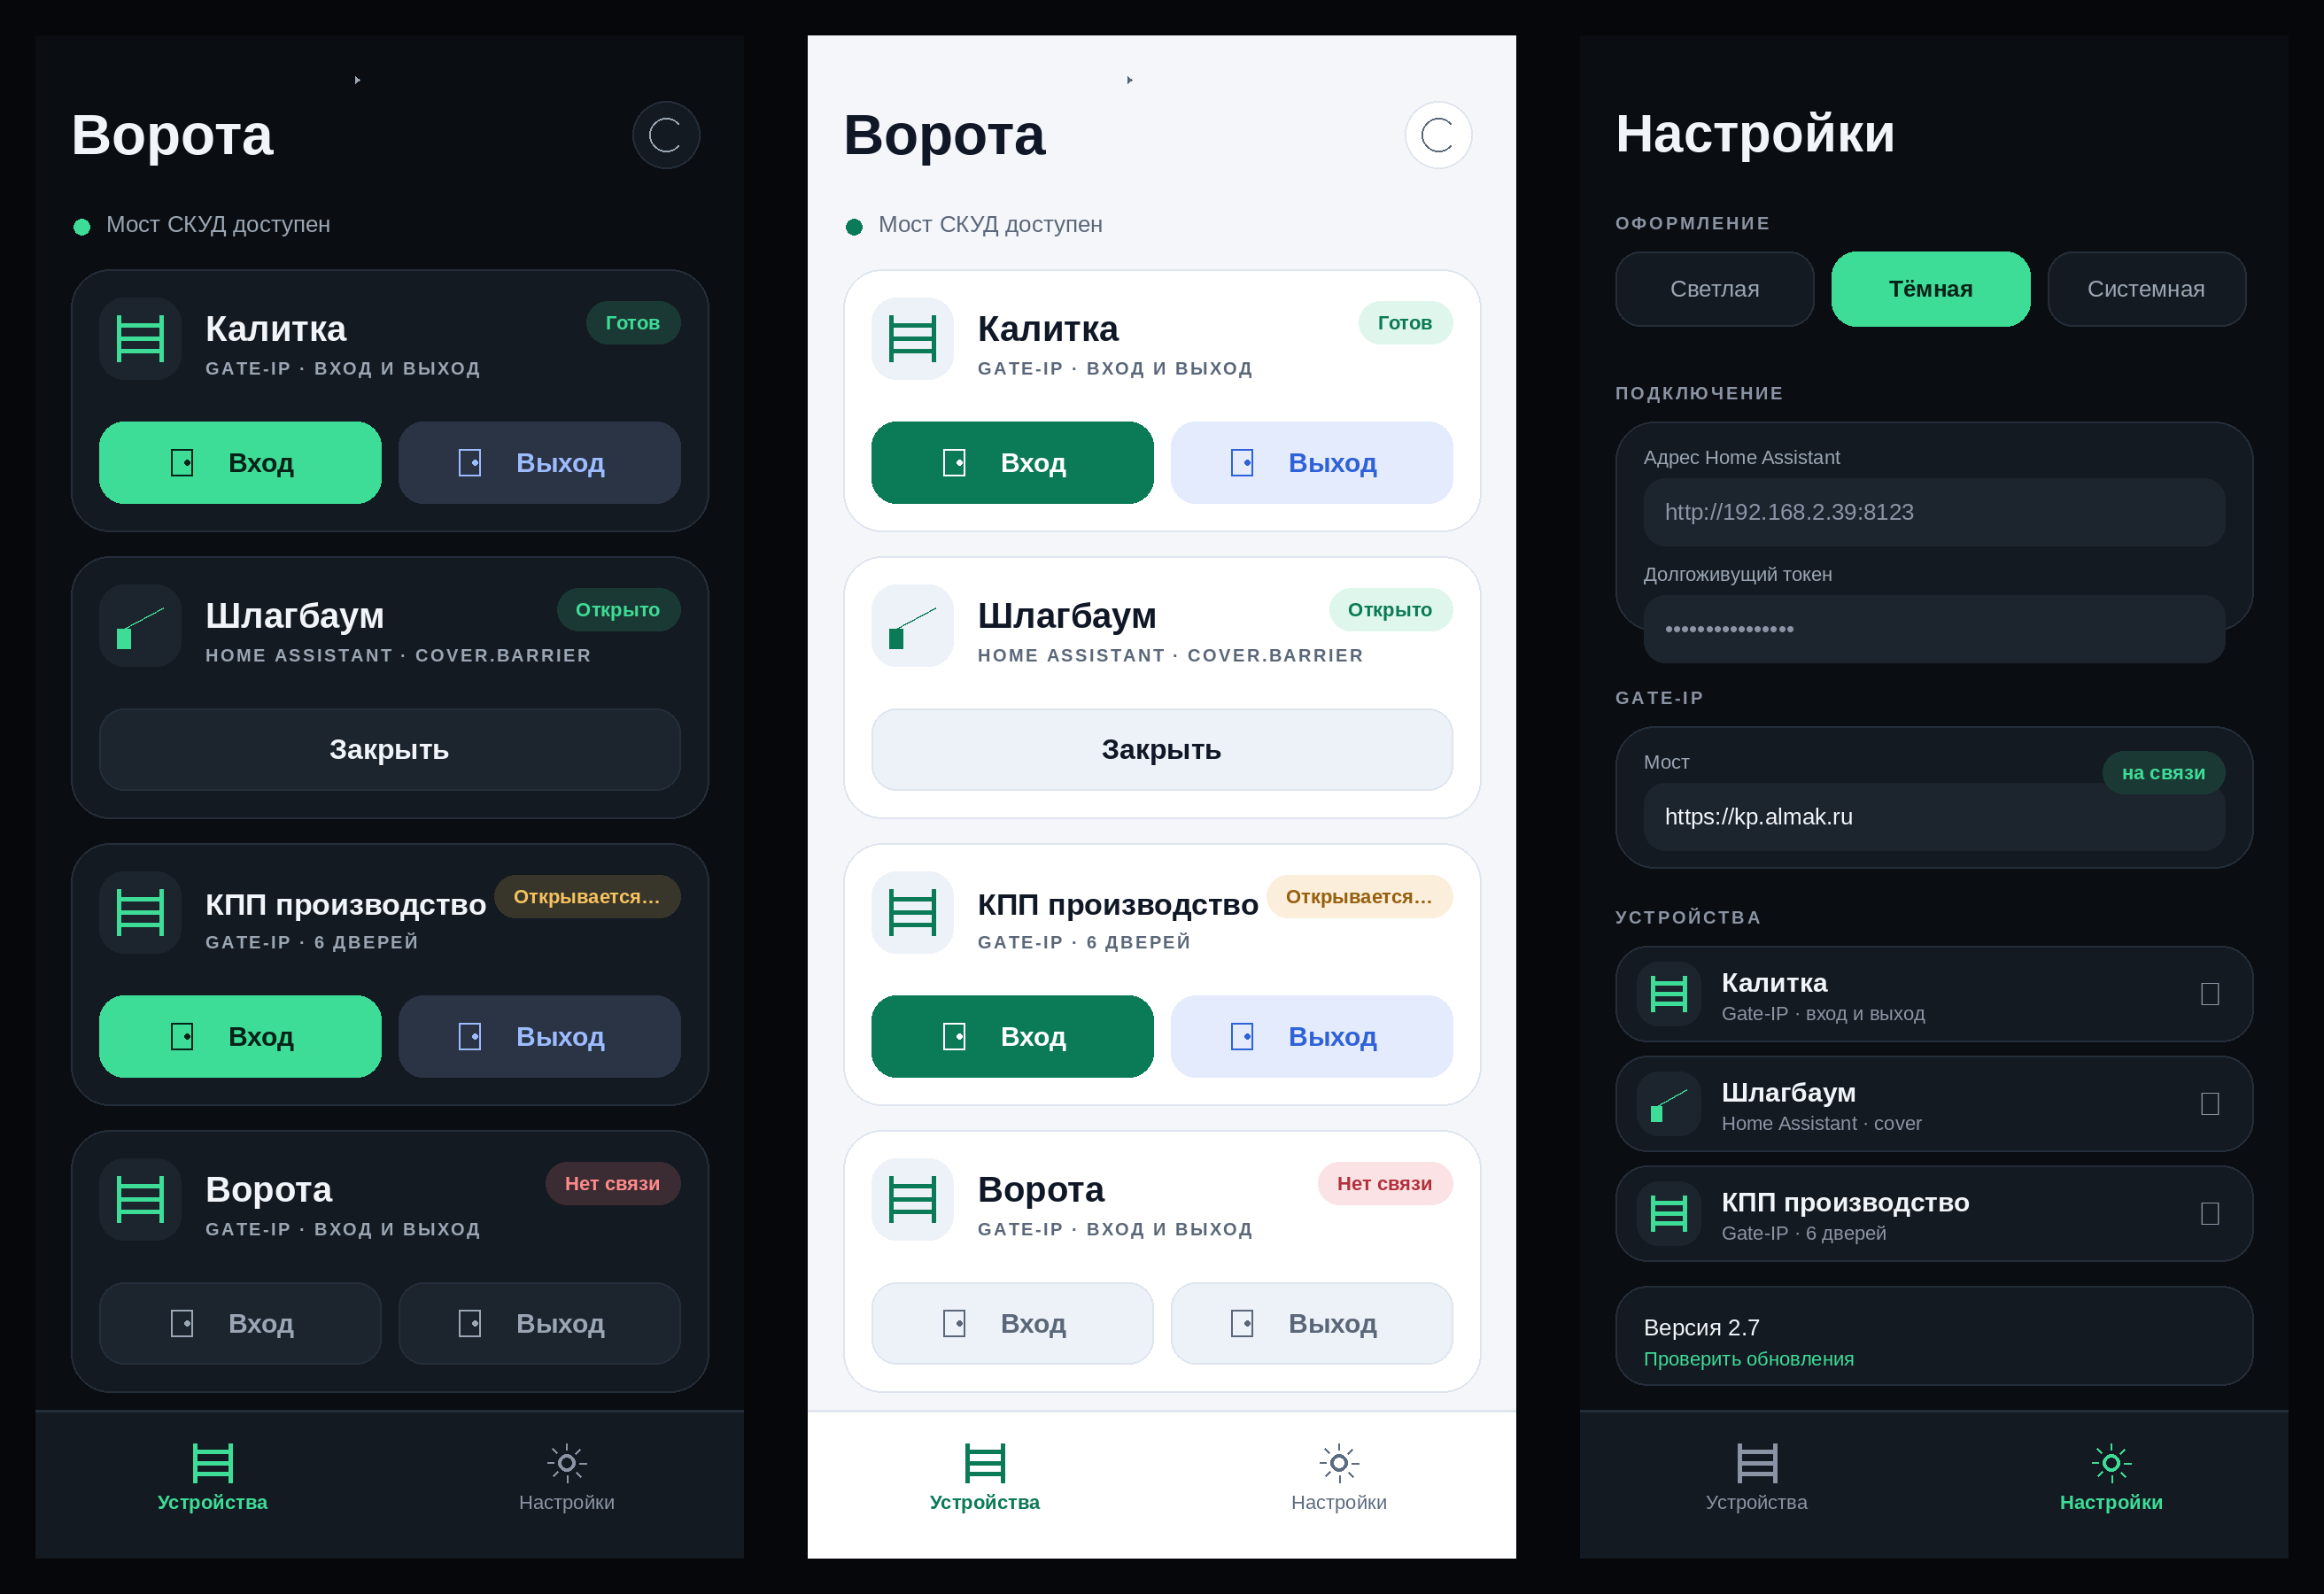 Ворота
Мост СКУД доступен
Калитка
Готов
GATE-IP · ВХОД И ВЫХОД
Вход
Выход
Шлагбаум
Открыто
HOME ASSISTANT · COVER.BARRIER
Закрыть
КПП производство
Открывается...
GATE-IP · 6 ДВЕРЕЙ
Вход
Выход
Ворота
Нет связи
GATE-IP · ВХОД И ВЫХОД
Вход
Выход
Устройства
Настройки
Ворота
Мост СКУД доступен
Калитка
Готов
GATE-IP · ВХОД И ВЫХОД
Вход
Выход
Шлагбаум
Открыто
HOME ASSISTANT · COVER.BARRIER
Закрыть
КПП производство
Открывается...
GATE-IP · 6 ДВЕРЕЙ
Вход
Выход
Ворота
Нет связи
GATE-IP · ВХОД И ВЫХОД
Вход
Выход
Устройства
Настройки
Настройки
ОФОРМЛЕНИЕ
Светлая
Тёмная
Системная
ПОДКЛЮЧЕНИЕ
Адрес Home Assistant
http://192.168.2.39:8123
Долгоживущий токен
••••••••••••••••
GATE-IP
Мост
на связи
https://kp.almak.ru
УСТРОЙСТВА
Калитка
Gate-IP · вход и выход
Шлагбаум
Home Assistant · cover
КПП производство
Gate-IP · 6 дверей
Версия 2.7
Проверить обновления
Устройства
Настройки